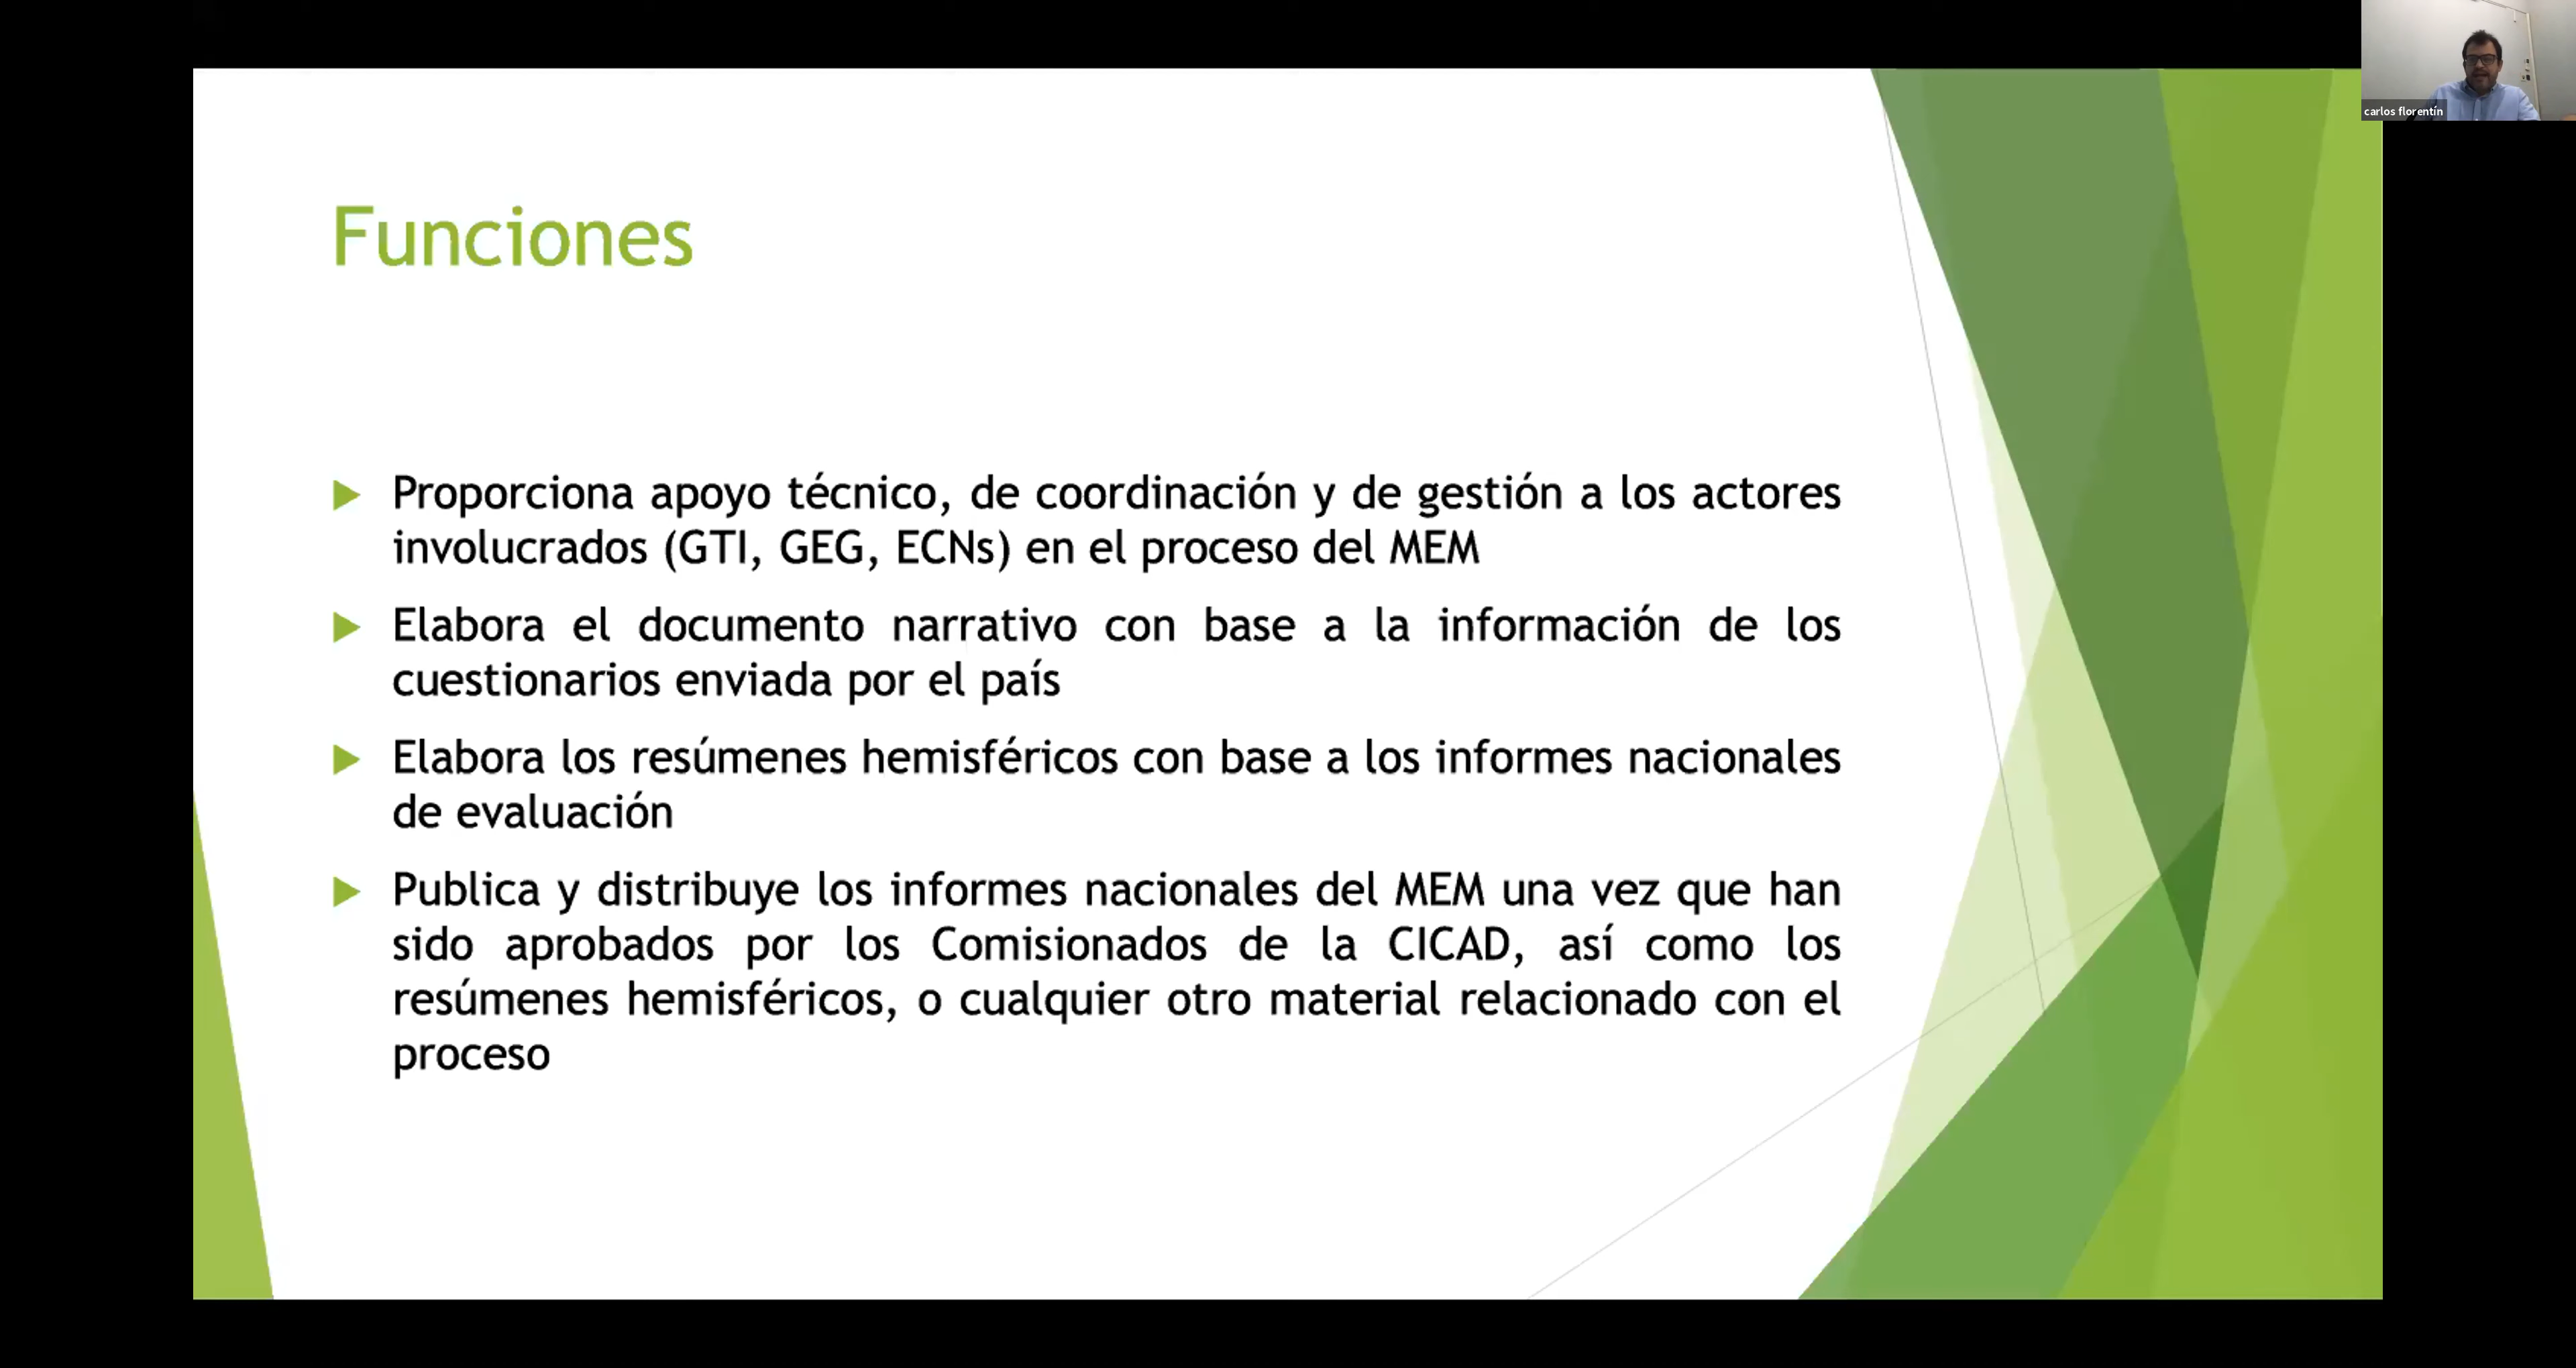 carlos florentín
Funciones
Proporciona apoyo técnico, de coordinación y de gestión a los actores
involucrados (GTI, GEG, ECNs) en el proceso del MEM
Elabora el documento narrativo con base a la información de los
cuestionarios enviada por el país
Elabora los resúmenes hemisféricos con base a los informes nacionales
de evaluación
Publica y distribuye los informes nacionales del MEM una vez que han
sido aprobados por los Comisionados de la CICAD, así como los
resúmenes hemisféricos, o cualquier otro material relacionado con el
proceso